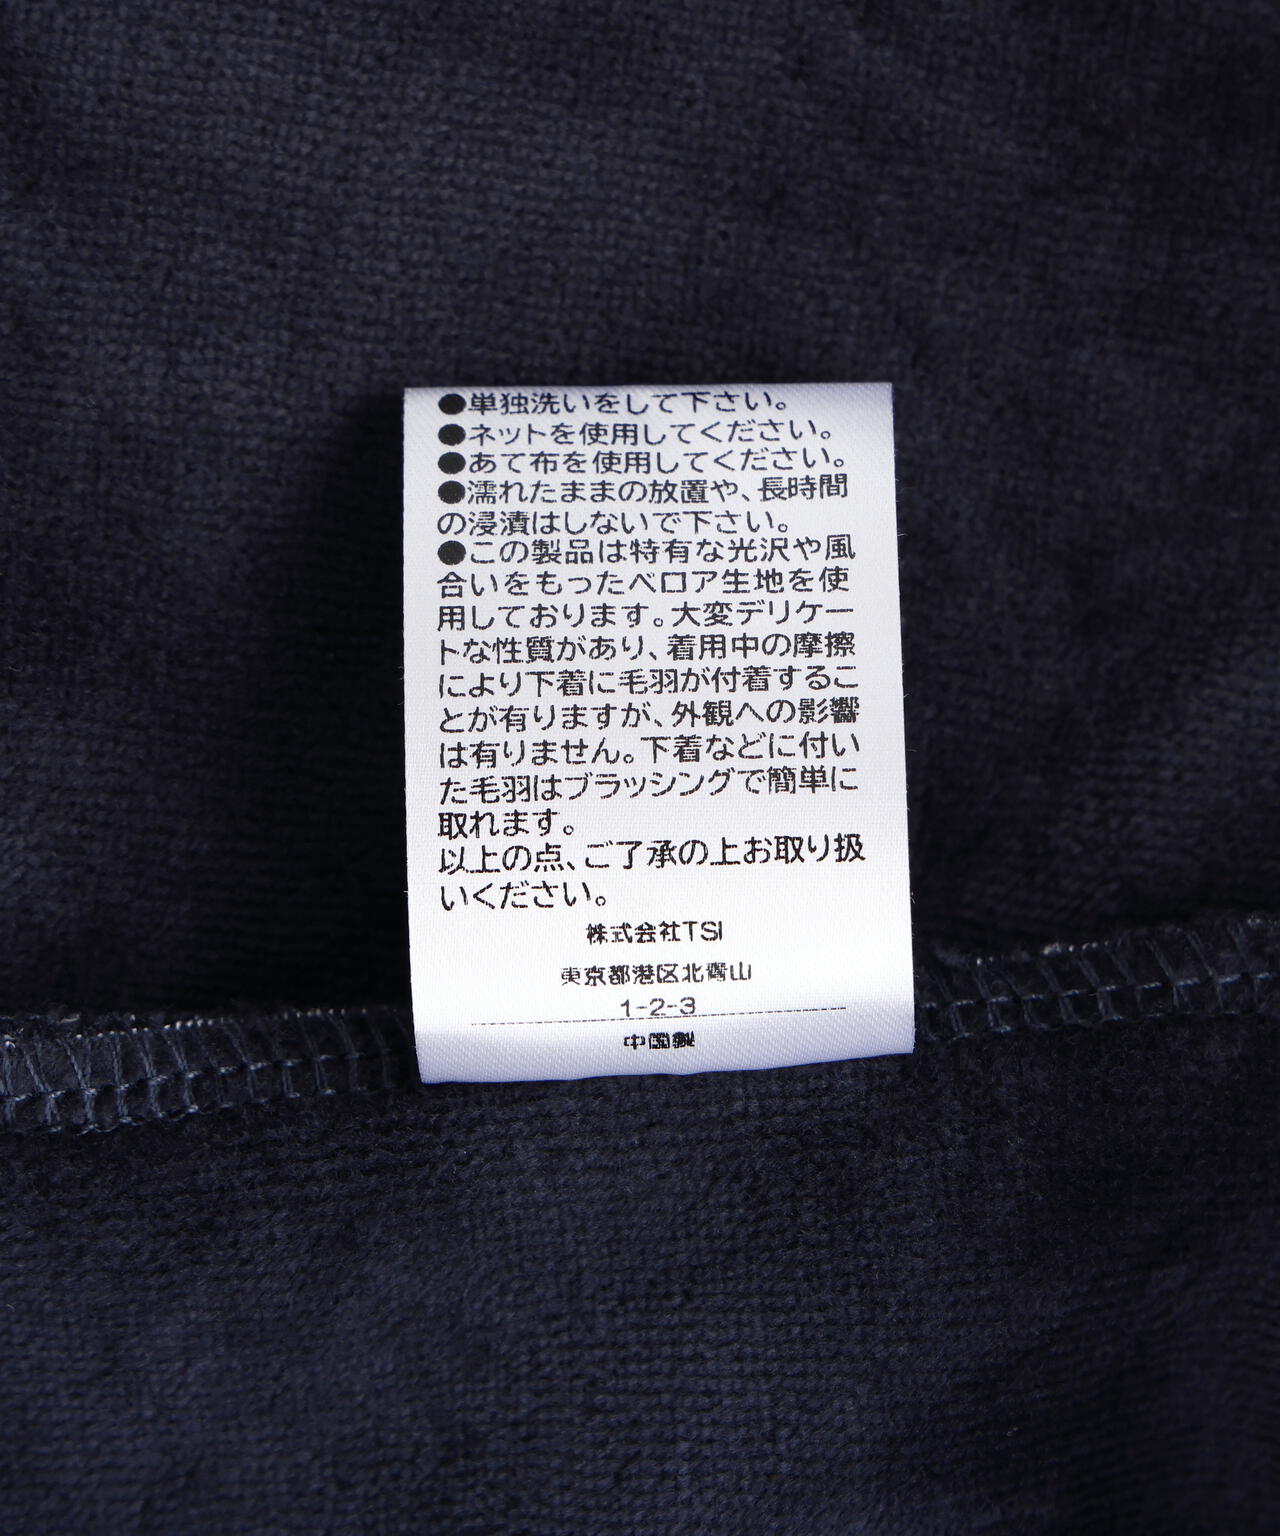 ●単独洗いをして下さい。
●ネットを使用してください。
●あて布を使用してください。
●濡れたままの放置や、長時間
の浸漬はしないで下さい。
●この製品は特有な光沢や風
合いをもったベロア生地を使
用しております。大変デリケー
トな性質があり、着用中の摩擦
により下着に毛羽が付着するこ
とが有りますが、外観への影響
は有りません。下着などに付い
た毛羽はブラッシングで簡単に
取れます。
以上の点、ご了承の上お取り扱
いください。
株式会社TSI
東京都港区北青山
1-2-3
中国製